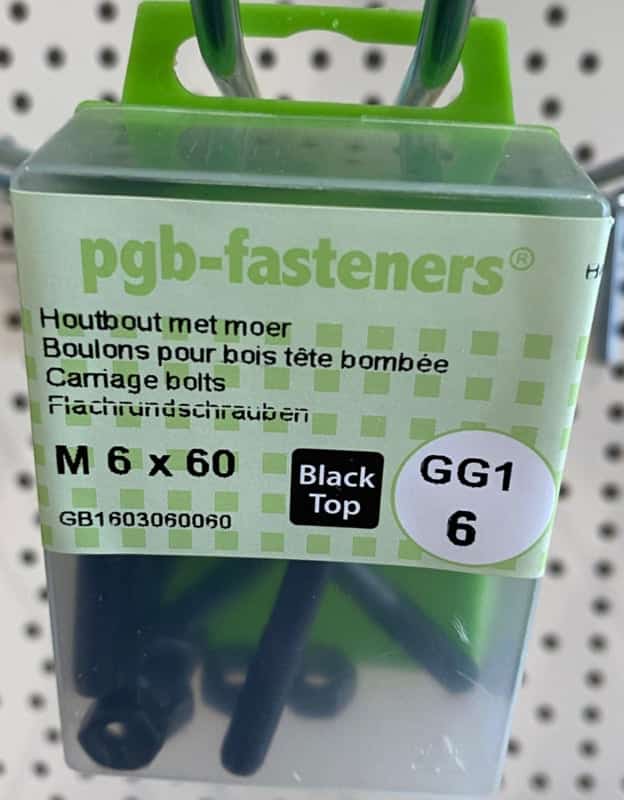 pgb-fasteners®
Houtbout met moer
Boulons pour bois tête bombée
Carriage bolts
Flachrundschrauben
M 6 x 60
Black
Top
GG1
6
GB1603060060